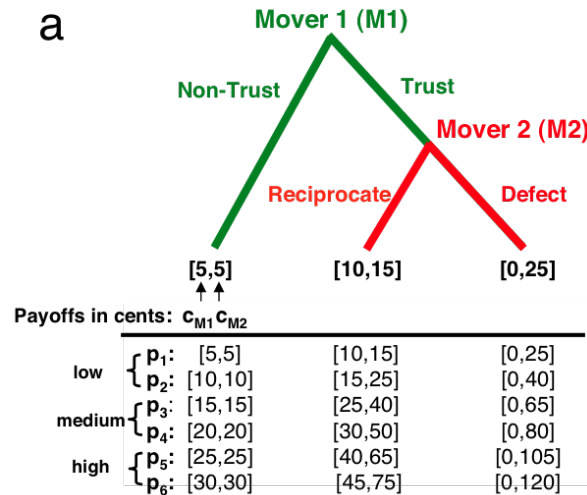 a
Mover 1 (M1)
Non-Trust
Trust
Mover 2 (M2)
Reciprocate
Defect
[5,5] [10,15] [0,25]
Payoffs in cents: cM1 cM2
low
p1: [5,5] [10,15] [0,25]
p2: [10,10] [15,25] [0,40]
medium
p3: [15,15] [25,40] [0,65]
p4: [20,20] [30,50] [0,80]
high
p5: [25,25] [40,65] [0,105]
p6: [30,30] [45,75] [0,120]